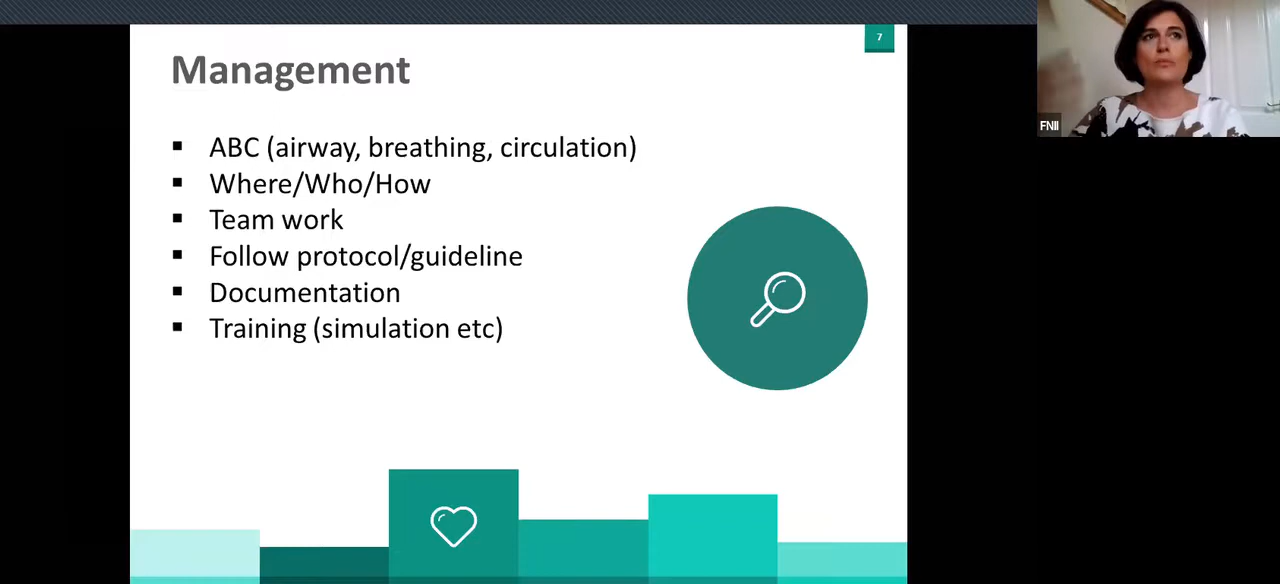 7
Management
ABC (airway, breathing, circulation)
Where/Who/How
Team work
Follow protocol/guideline
Documentation
Training (simulation etc)
FNII